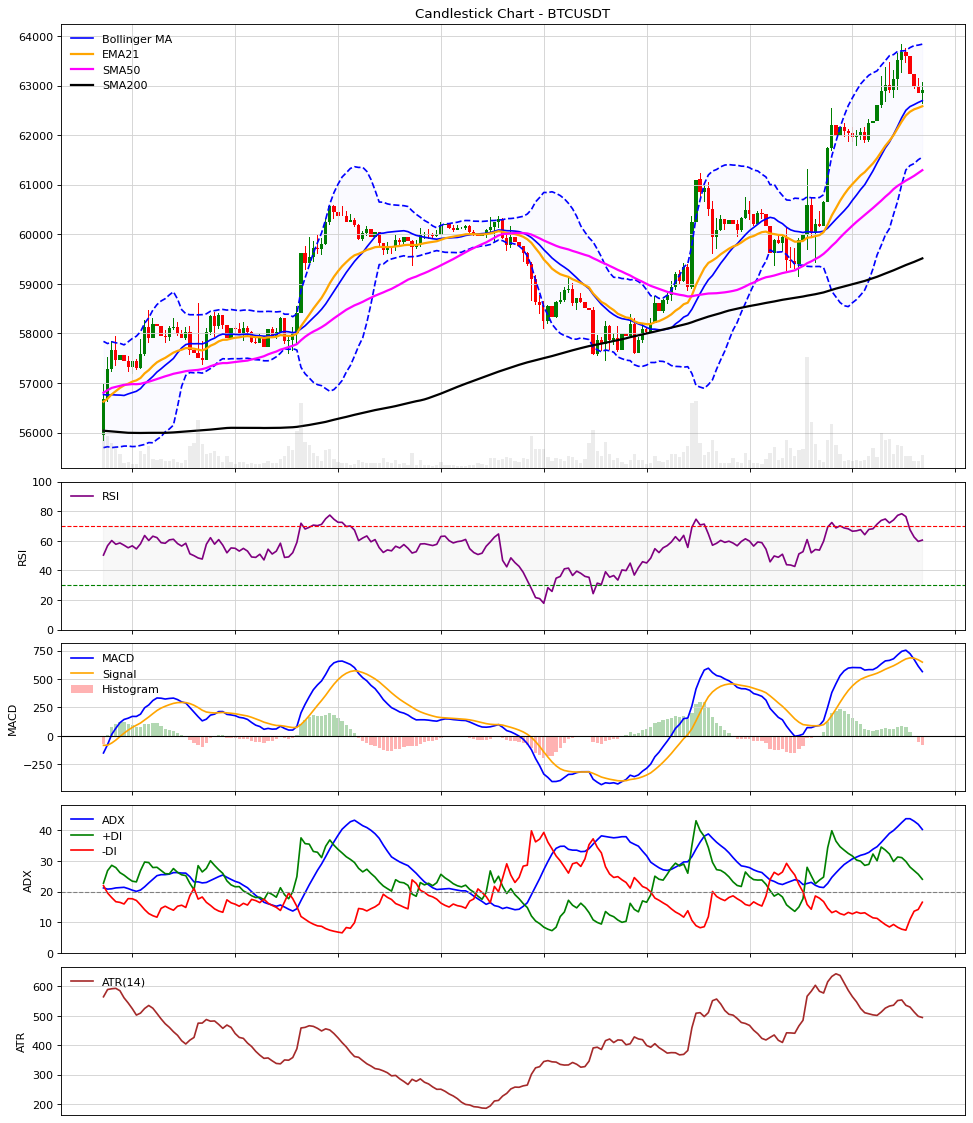 Candlestick Chart - BTCUSDT
64000
63000
62000
61000
60000
59000
58000
57000
56000
Bollinger MA
EMA21
SMA50
SMA200
100
80
60
40
20
0
RSI
RSI
750
500
250
0
−250
MACD
MACD
Signal
Histogram
40
30
20
10
0
ADX
ADX
+DI
-DI
600
500
400
300
200
ATR
ATR(14)